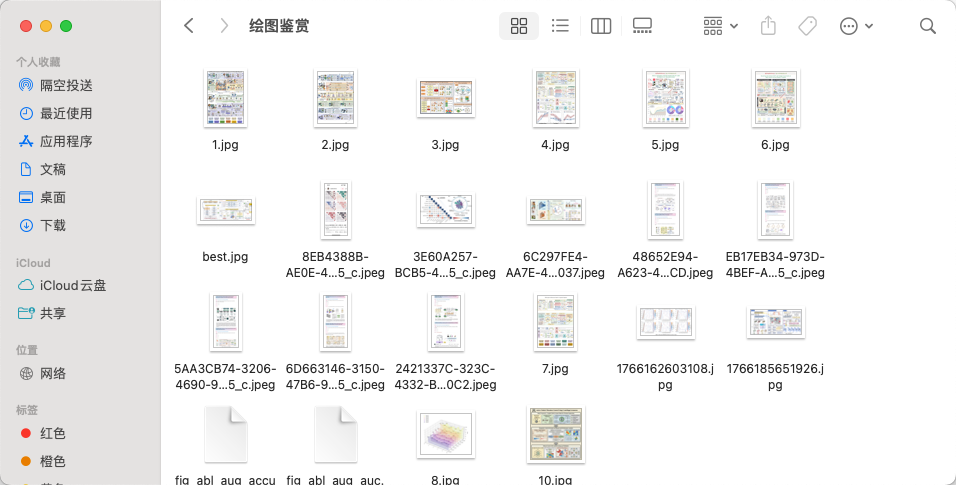 绘图鉴赏
个人收藏
隔空投送
最近使用
应用程序
文稿
桌面
下载
iCloud
iCloud云盘
共享
位置
网络
标签
红色
橙色
1.jpg
2.jpg
3.jpg
4.jpg
5.jpg
6.jpg
best.jpg
8EB4388B-
AE0E-4...5_c.jpeg
3E60A257-
BCB5-4...5_c.jpeg
6C297FE4-
AA7E-4...037.jpeg
48652E94-
A623-4...CD.jpeg
EB17EB34-973D-
4BEF-A...5_c.jpeg
5AA3CB74-3206-
4690-9...5_c.jpeg
6D663146-3150-
47B6-9...5_c.jpeg
2421337C-323C-
4332-B...0C2.jpeg
7.jpg
1766162603108.j
pg
1766185651926.j
pg
fig_abl_aug_accu
fig_abl_aug_auc.
8.jpg
10.jpg